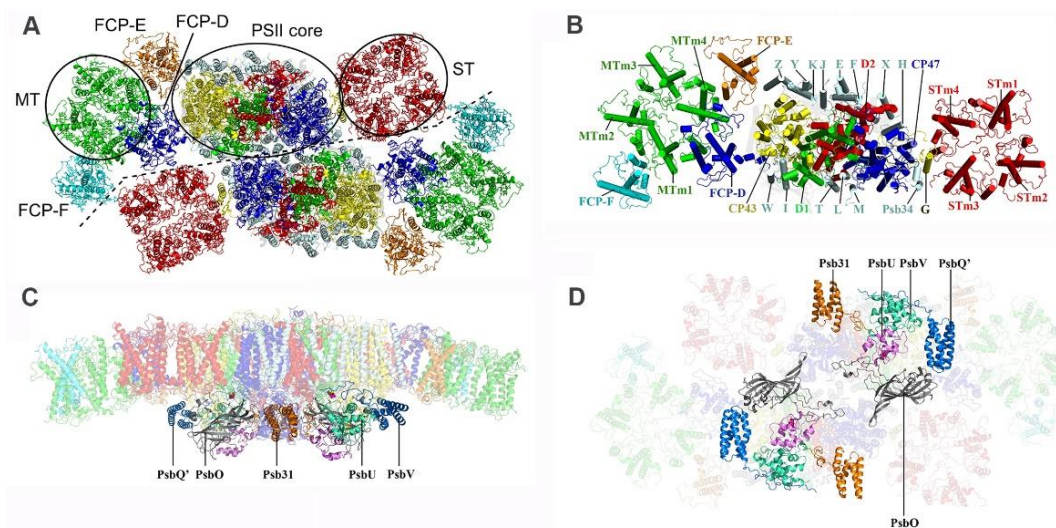 A
FCP-E
FCP-D
PSII core
ST
MT
FCP-F
B
MTm4
FCP-E
MTm3
Z Y K J E F D2 X H CP47
STm4
STm1
MTm2
FCP-F
MTm1
FCP-D
CP43 W I D1 T L M Psb34 G
STm3
STm2
C
PsbQ’
PsbO
Psb31
PsbU
PsbV
D
Psb31
PsbU
PsbV
PsbQ’
PsbO